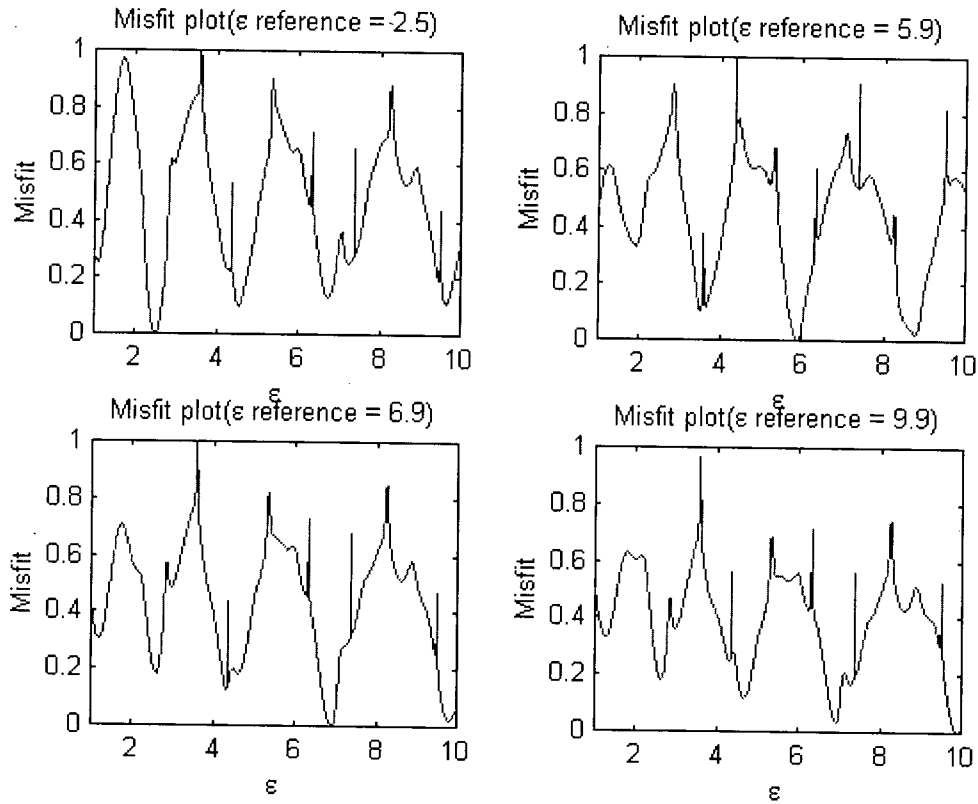 Misfit plot(ε reference = -2.5)
1
0.8
0.6
0.4
0.2
0
Misfit
2 4 6 8 10
ε
Misfit plot(ε reference = 5.9)
1
0.8
0.6
0.4
0.2
0
Misfit
2 4 6 8 10
ε
Misfit plot(ε reference = 6.9)
1
0.8
0.6
0.4
0.2
0
Misfit
2 4 6 8 10
ε
Misfit plot(ε reference = 9.9)
1
0.8
0.6
0.4
0.2
0
Misfit
2 4 6 8 10
ε